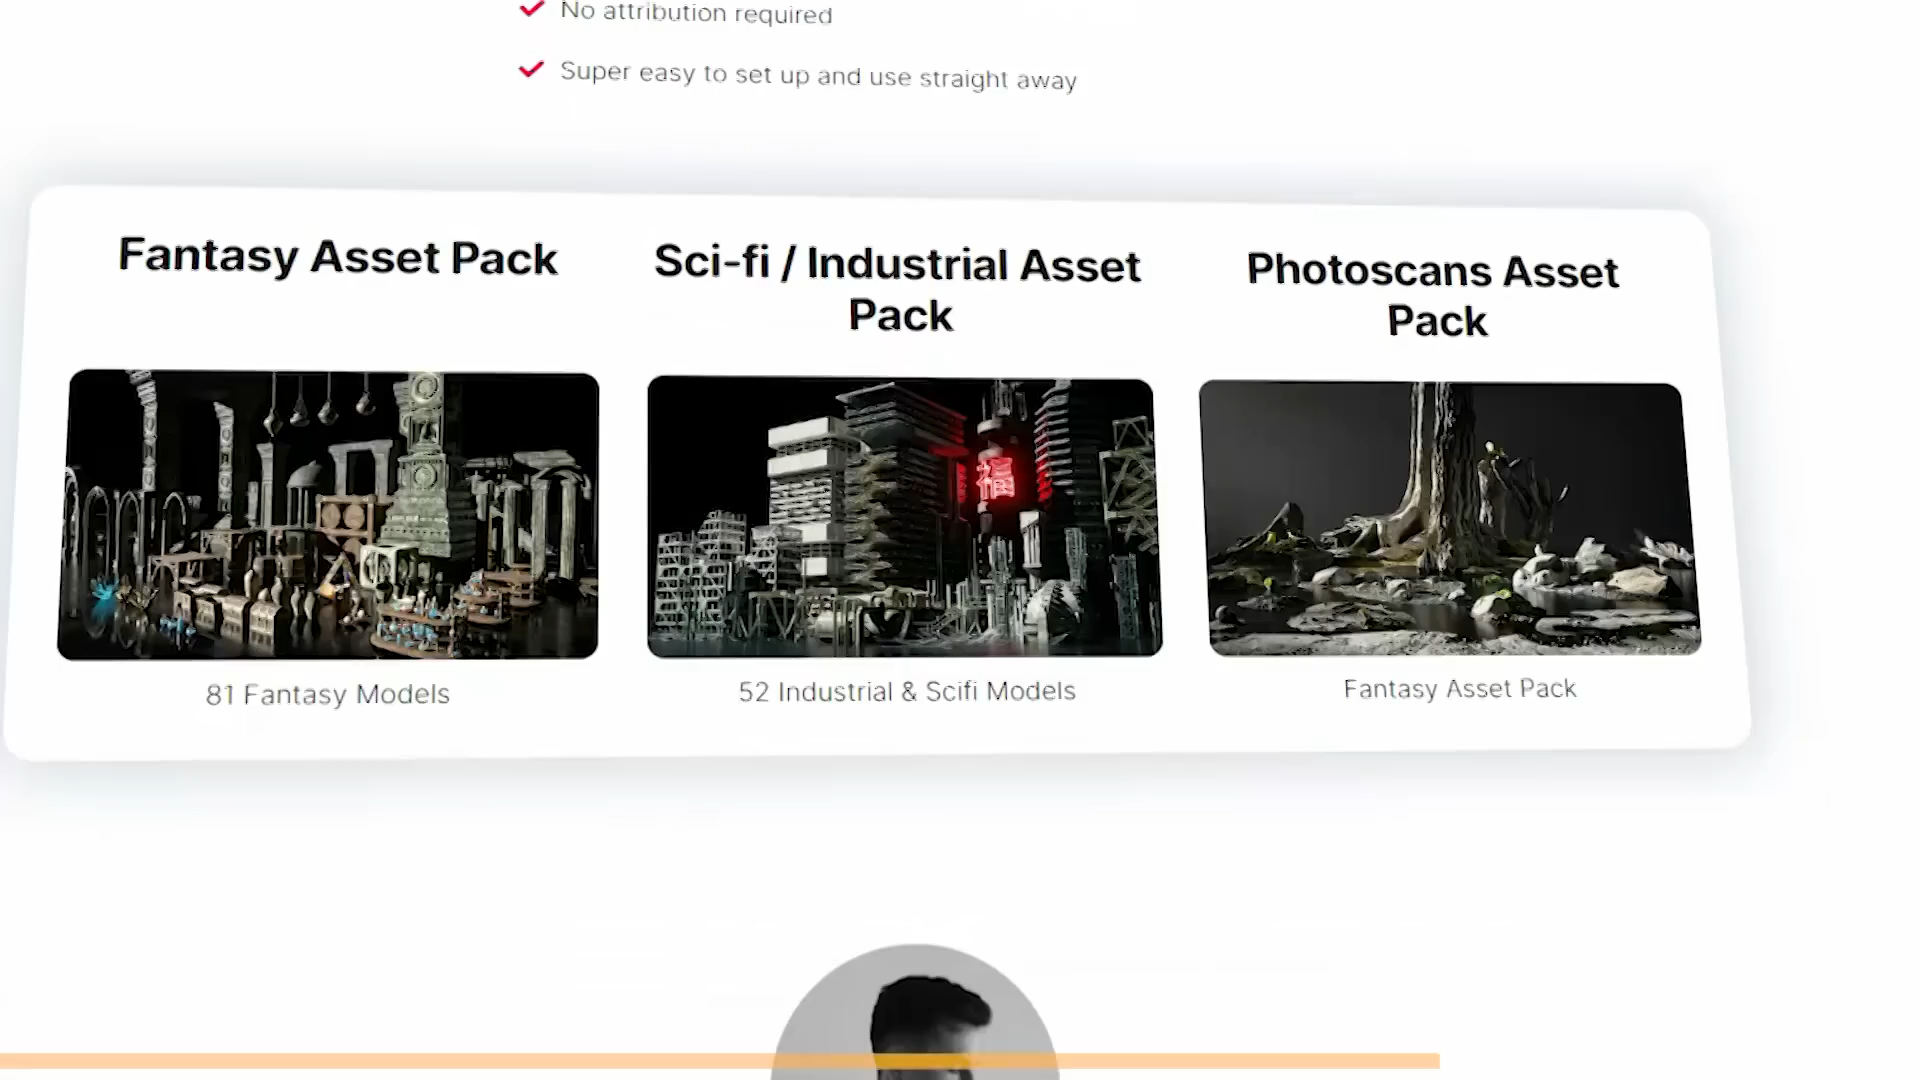 No attribution required
Super easy to set up and use straight away
Fantasy Asset Pack
Sci-fi / Industrial Asset
Pack
Photoscans Asset
Pack
福
81 Fantasy Models
52 Industrial & Scifi Models
Fantasy Asset Pack